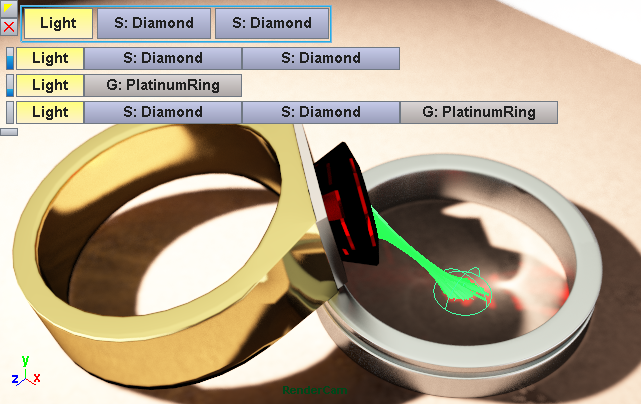 Light S: Diamond S: Diamond
Light S: Diamond S: Diamond
Light G: PlatinumRing
Light S: Diamond S: Diamond G: PlatinumRing
y
z x